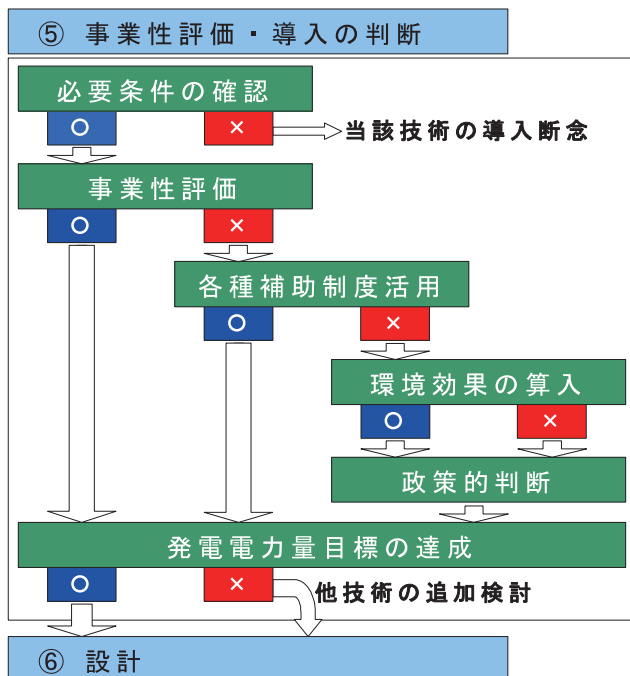 ⑤ 事業性評価・導入の判断
必要条件の確認
○ ×
当該技術の導入断念
事業性評価
○ ×
各種補助制度活用
○ ×
環境効果の算入
○ ×
政策的判断
発電電力量目標の達成
○ ×
他技術の追加検討
⑥ 設計